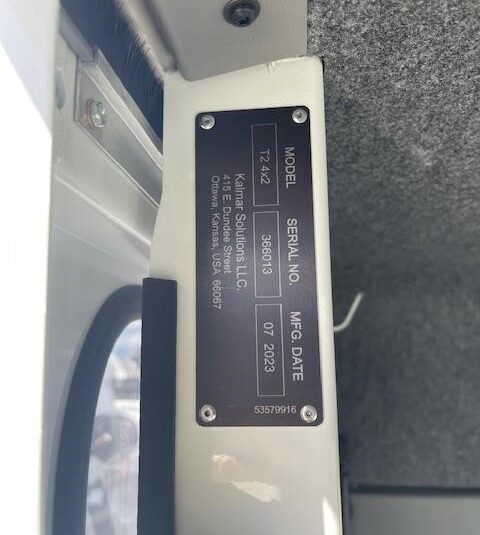 MODEL SERIAL NO. MFG. DATE
T2 4x2 366013 07 2023
Kalmar Solutions LLC.
415 E. Dundee Street
Ottawa, Kansas, USA 66067
53579916